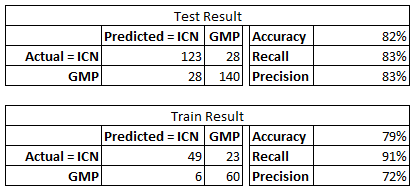 Test Result
Predicted = ICN GMP Accuracy 82%
Actual = ICN 123 28 Recall 83%
GMP 28 140 Precision 83%
Train Result
Predicted = ICN GMP Accuracy 79%
Actual = ICN 49 23 Recall 91%
GMP 6 60 Precision 72%